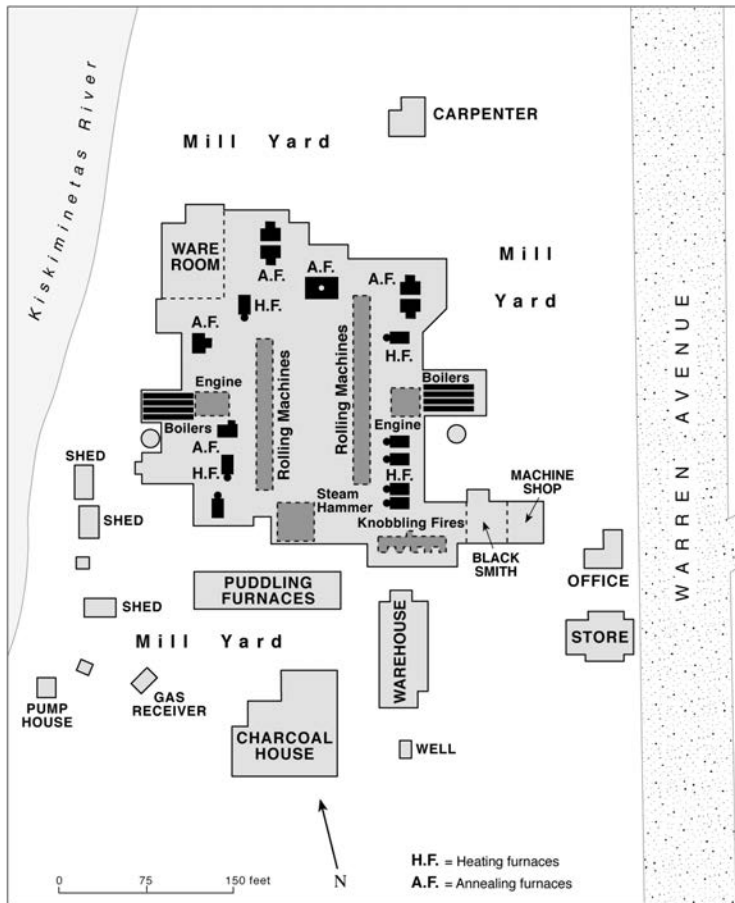 Kiskiminetas River
CARPENTER
Mill Yard
WARE
ROOM
A.F.
A.F.
A.F.
Mill
Yard
H.F.
A.F.
H.F.
Rolling Machines
Rolling Machines
WARREN AVENUE
Engine
Boilers
Boilers
Engine
A.F.
H.F.
H.F.
SHED
MACHINE
SHOP
Steam
Hammer
SHED
Knobbling Fires
BLACK
SMITH
OFFICE
PUDDLING
FURNACES
SHED
WAREHOUSE
STORE
Mill Yard
PUMP
HOUSE
GAS
RECEIVER
CHARCOAL
HOUSE
WELL
N
H.F. = Heating furnaces
A.F. = Annealing furnaces
0 75 150 feet